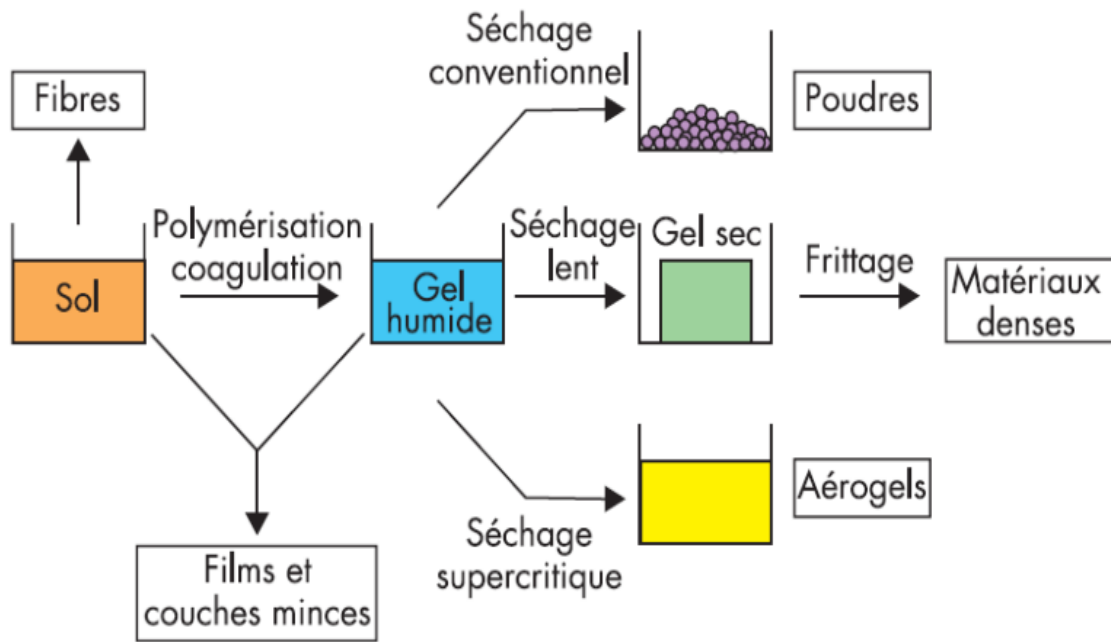 Séchage
conventionnel
Fibres
Poudres
Polymérisation
coagulation
Séchage
lent
Gel sec
Frittage
Sol
Gel
humide
Matériaux
denses
Aérogels
Séchage
supercritique
Films et
couches minces